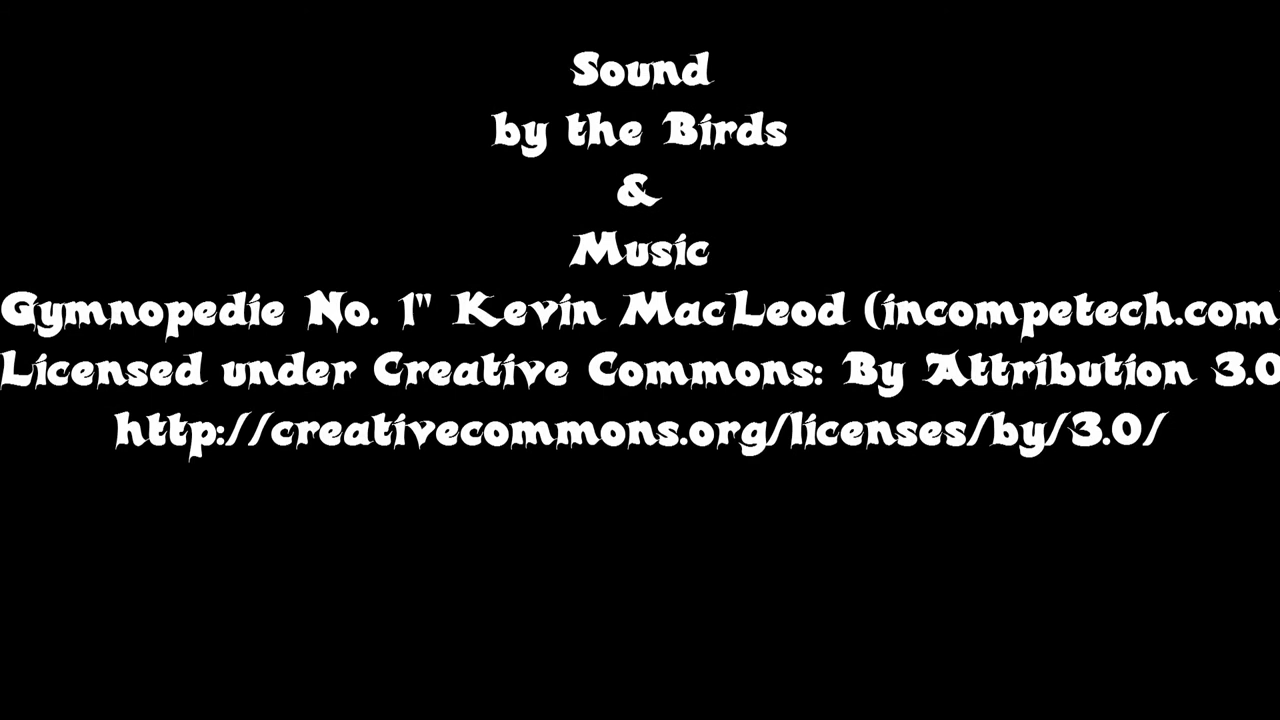 Sound
by the Birds
&
Music
Gymnopedie No. 1" Kevin MacLeod (incompetech.com
Licensed under Creative Commons: By Attribution 3.0
http://creativecommons.org/licenses/by/3.0/